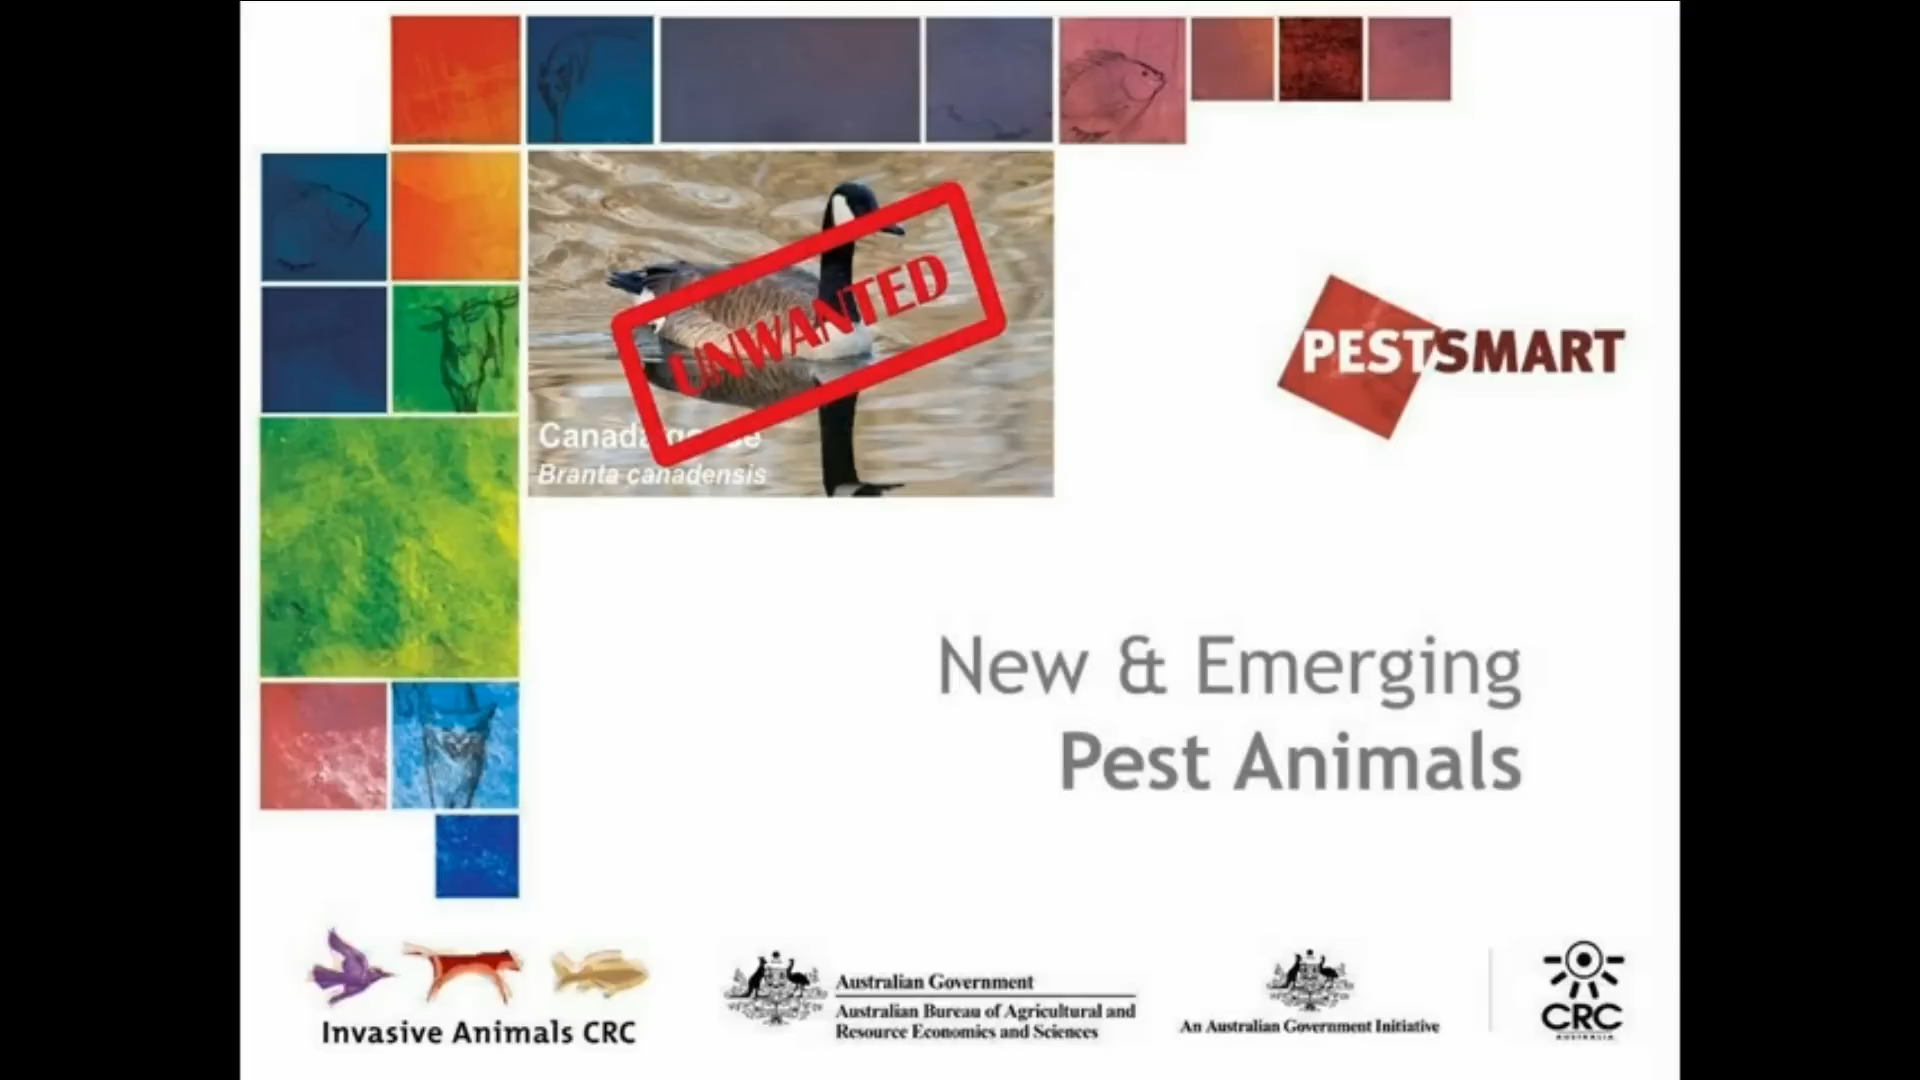 UNWANTED
Canada
Branta canadensis
PESTSMART
New & Emerging
Pest Animals
Invasive Animals CRC
Australian Government
Australian Bureau of Agricultural and
Resource Economics and Sciences
An Australian Government Initiative
CRC
AUSTRALIA